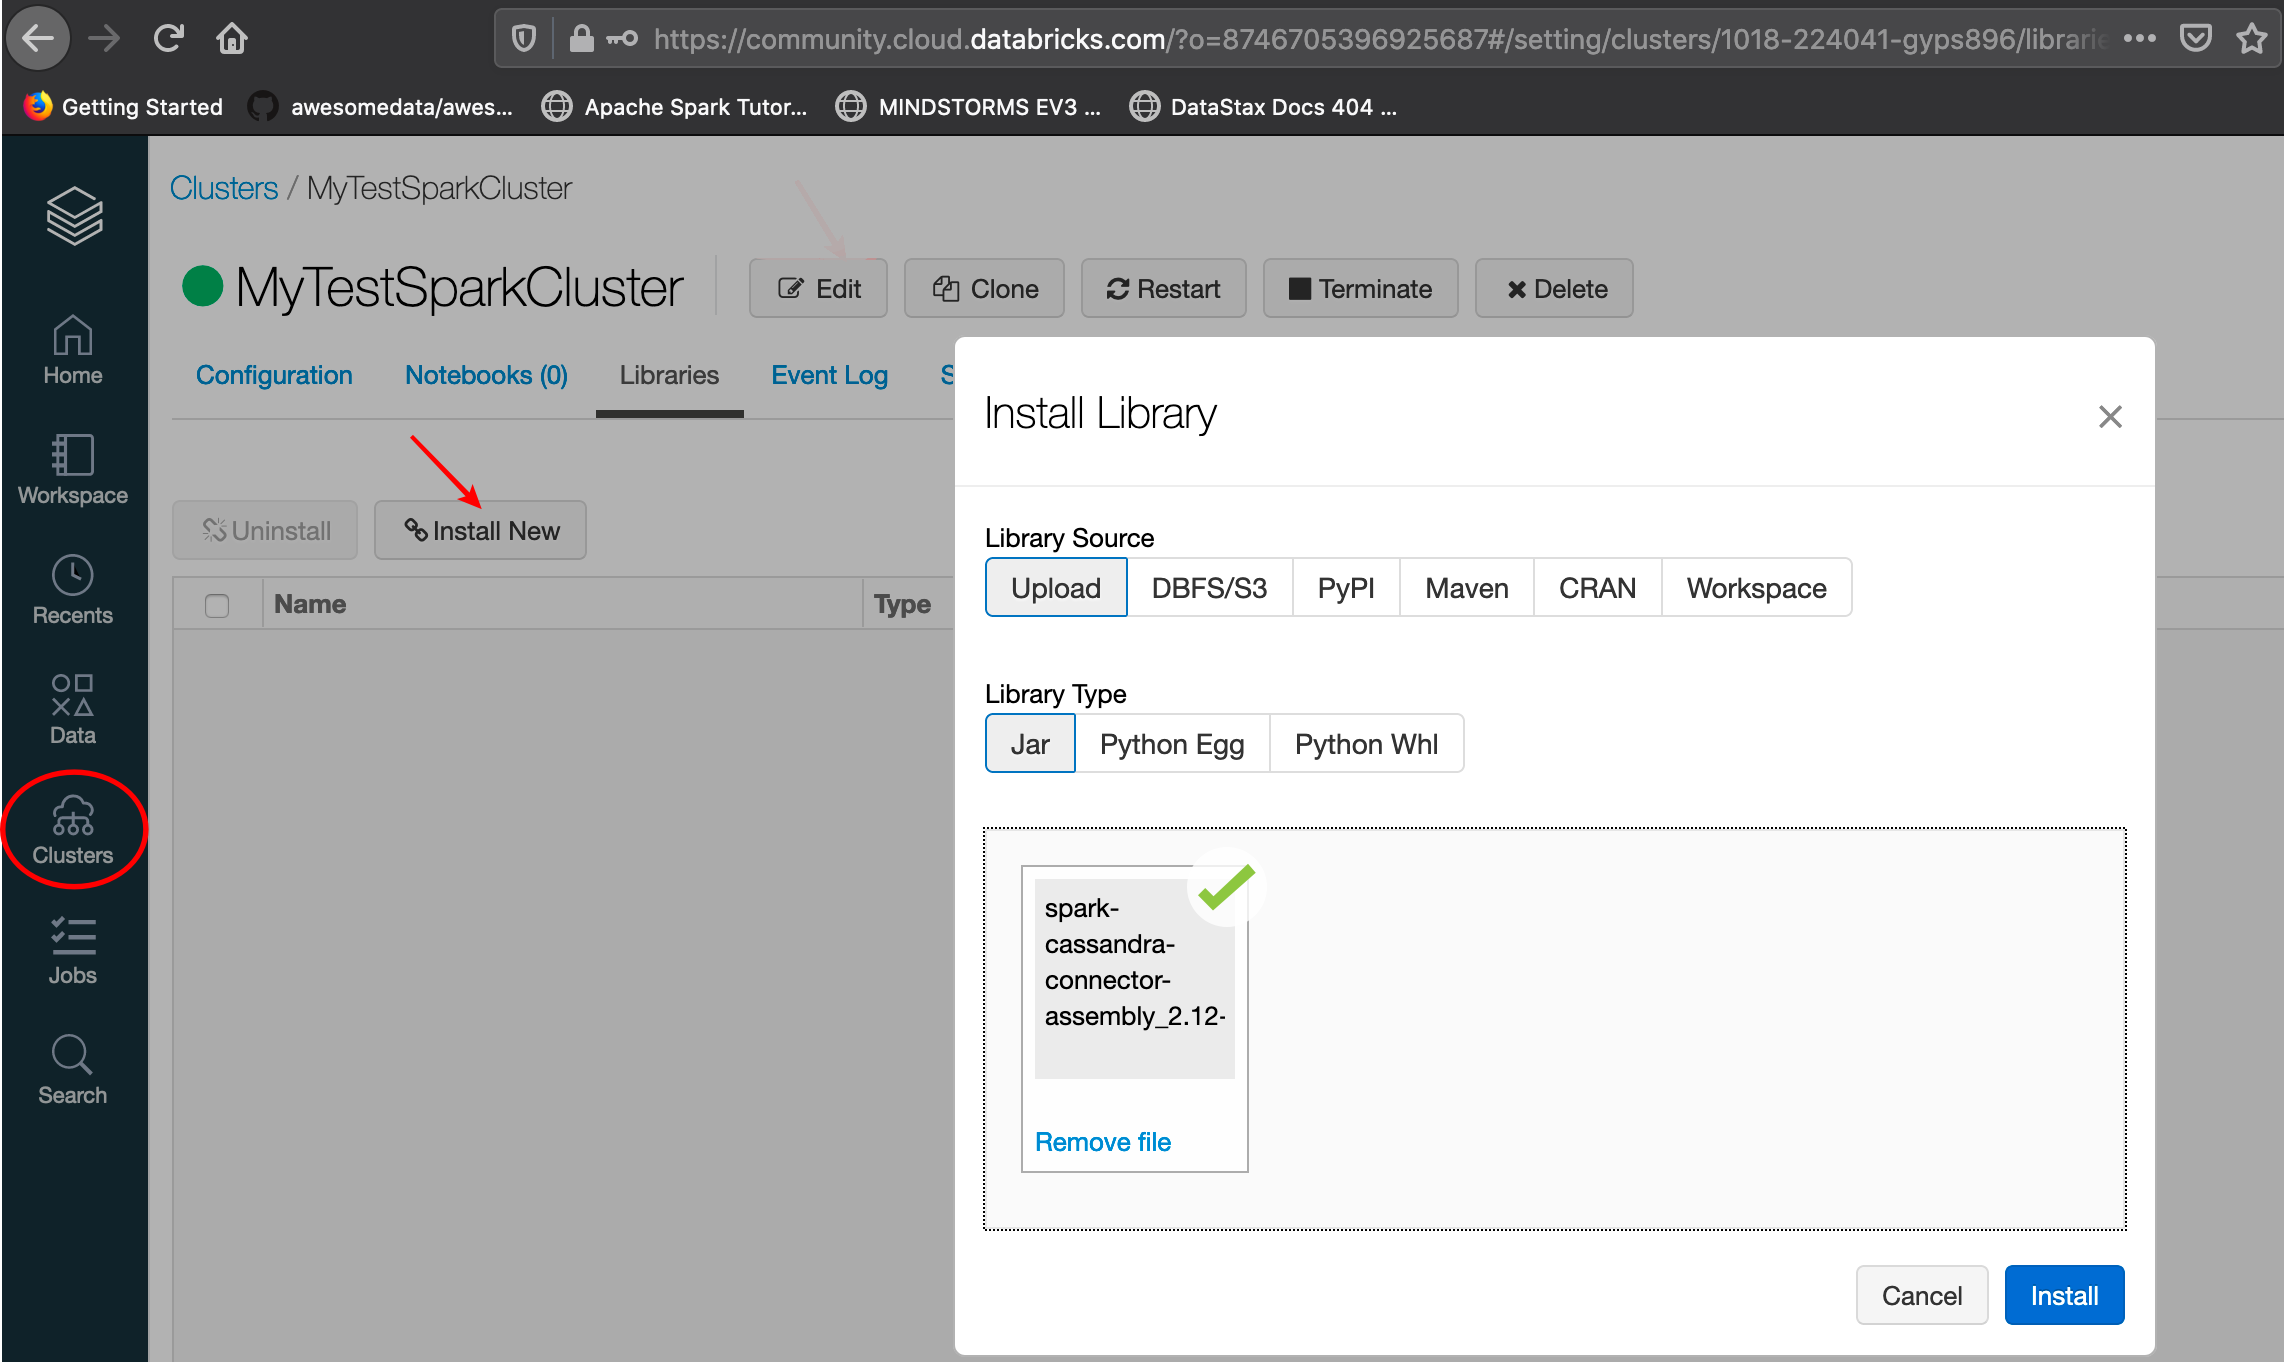 https://community.cloud.databricks.com/?o=8746705396925687#/setting/clusters/1018-224041-gyps896/librarie
Getting Started
awesomedata/awes...
Apache Spark Tutor...
MINDSTORMS EV3 ...
DataStax Docs 404 ...
Clusters / MyTestSparkCluster
MyTestSparkCluster
Edit
Clone
Restart
Terminate
Delete
Home
Workspace
Recents
Data
Clusters
Jobs
Search
Configuration
Notebooks (0)
Libraries
Event Log
S
Uninstall
Install New
Name
Type
Install Library
Library Source
Upload
DBFS/S3
PyPI
Maven
CRAN
Workspace
Library Type
Jar
Python Egg
Python Whl
spark-
cassandra-
connector-
assembly_2.12-
Remove file
Cancel
Install